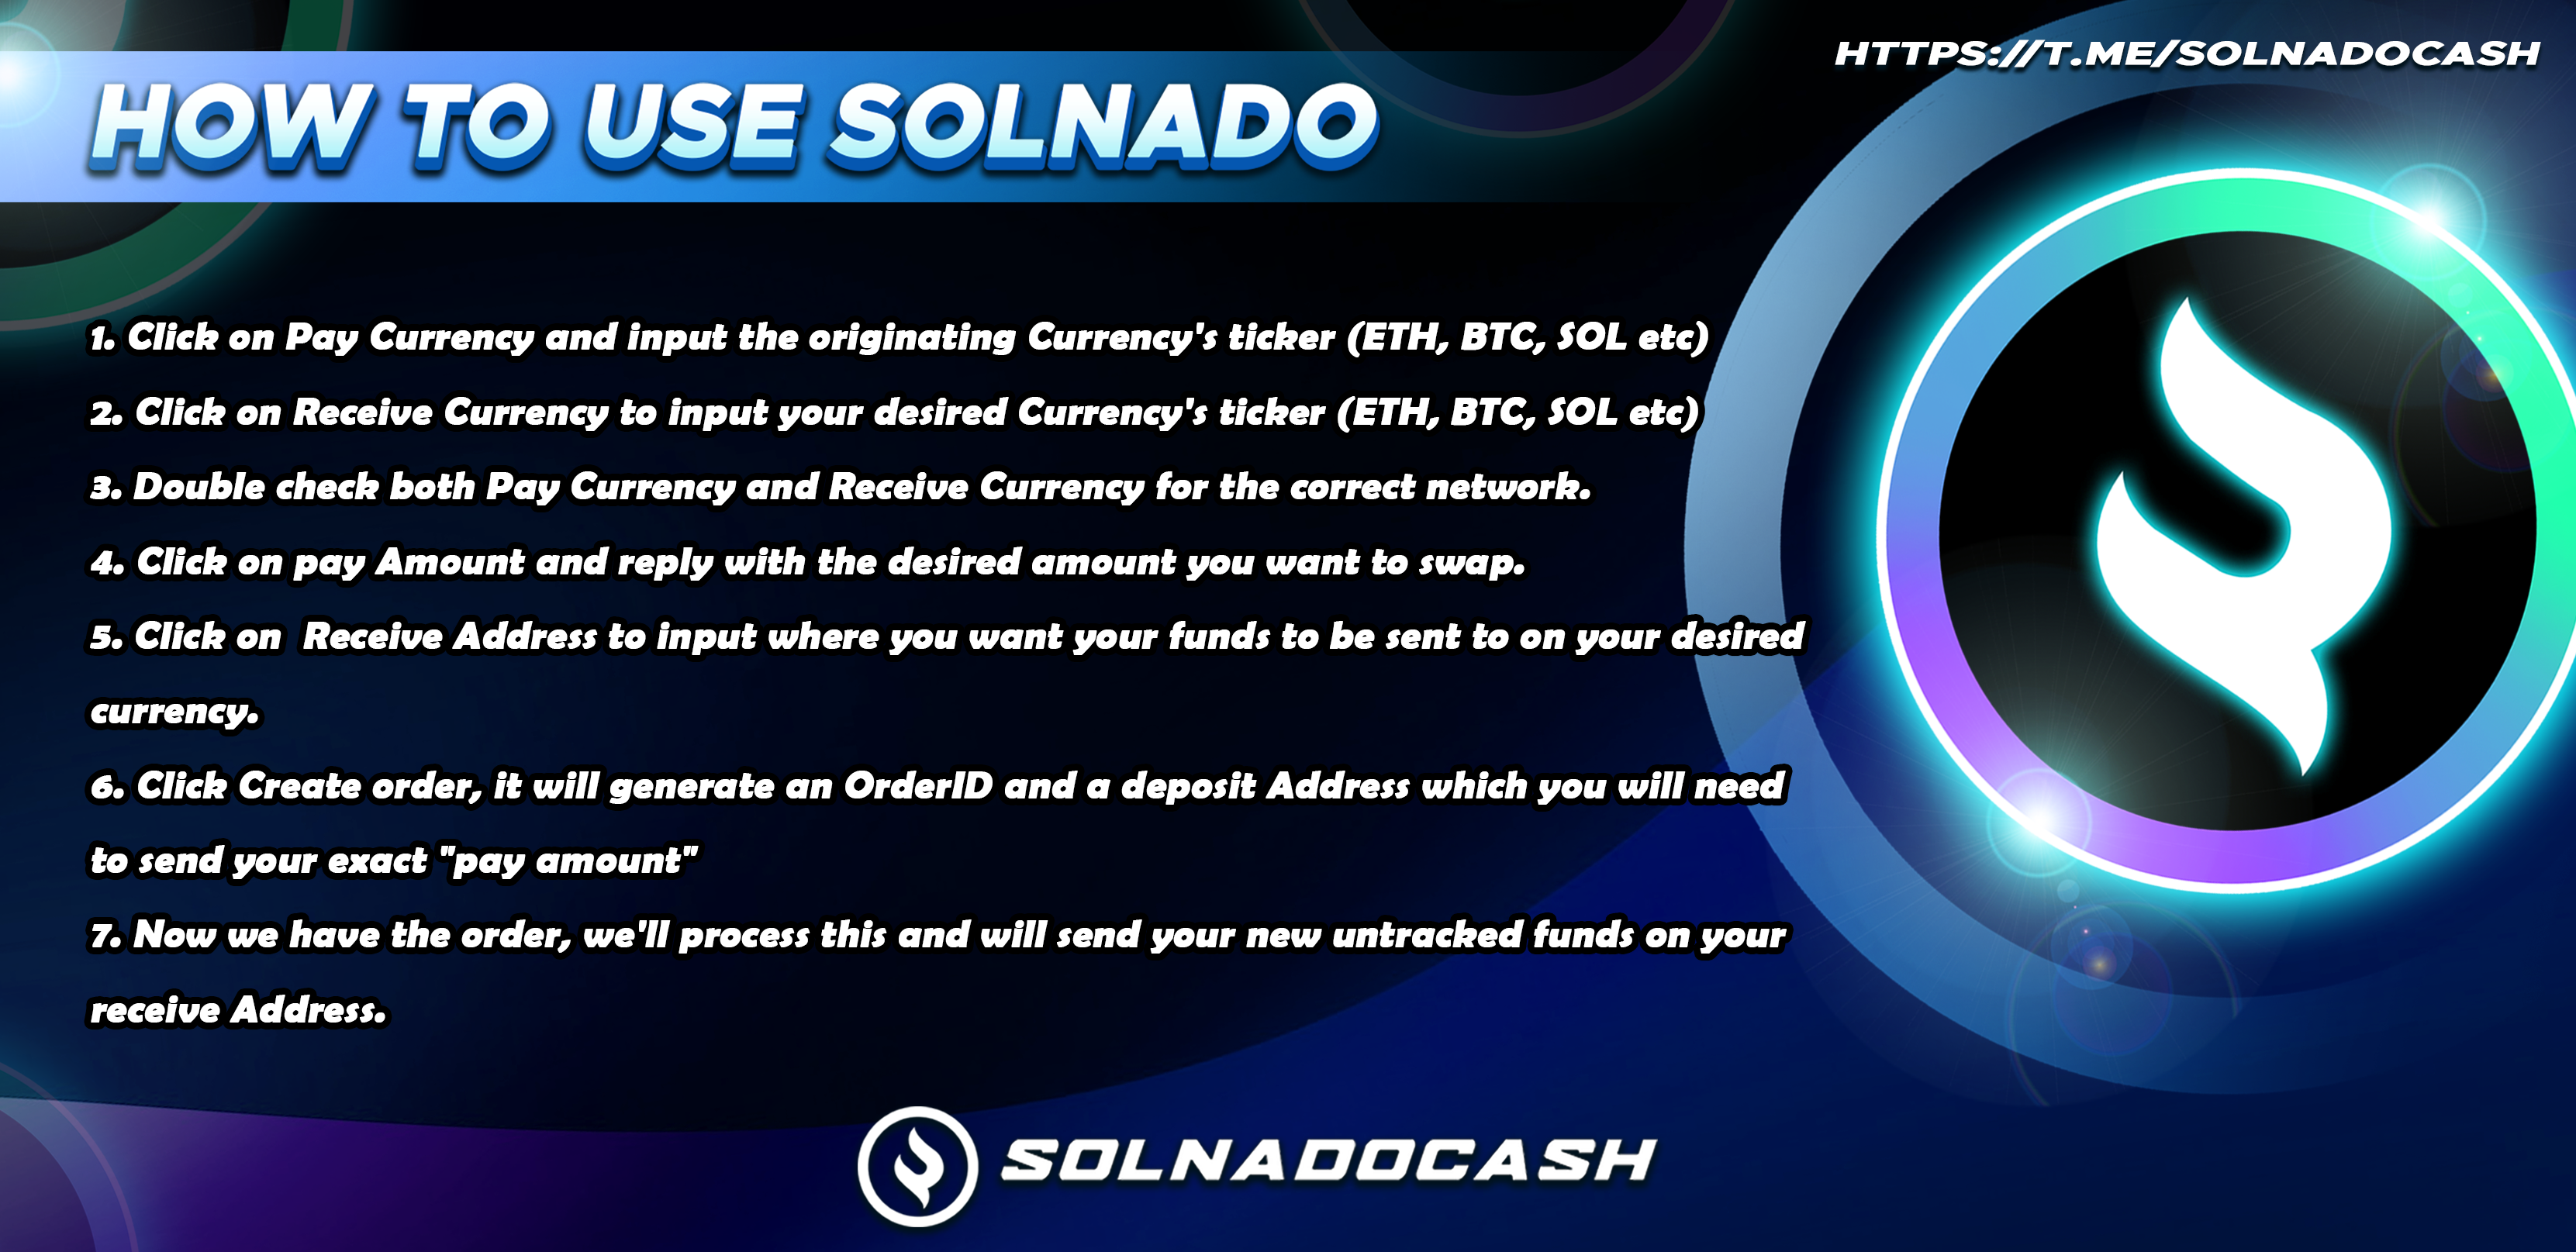 HTTPS://T.ME/SOLNADOCASH
HOW TO USE SOLNADO
1. Click on Pay Currency and input the originating Currency's ticker (ETH, BTC, SOL etc)
2. Click on Receive Currency to input your desired Currency's ticker (ETH, BTC, SOL etc)
3. Double check both Pay Currency and Receive Currency for the correct network.
4. Click on pay Amount and reply with the desired amount you want to swap.
5. Click on  Receive Address to input where you want your funds to be sent to on your desired
currency.
6. Click Create order, it will generate an OrderID and a deposit Address which you will need
to send your exact "pay amount"
7. Now we have the order, we'll process this and will send your new untracked funds on your
receive Address.
SOLNADOCASH